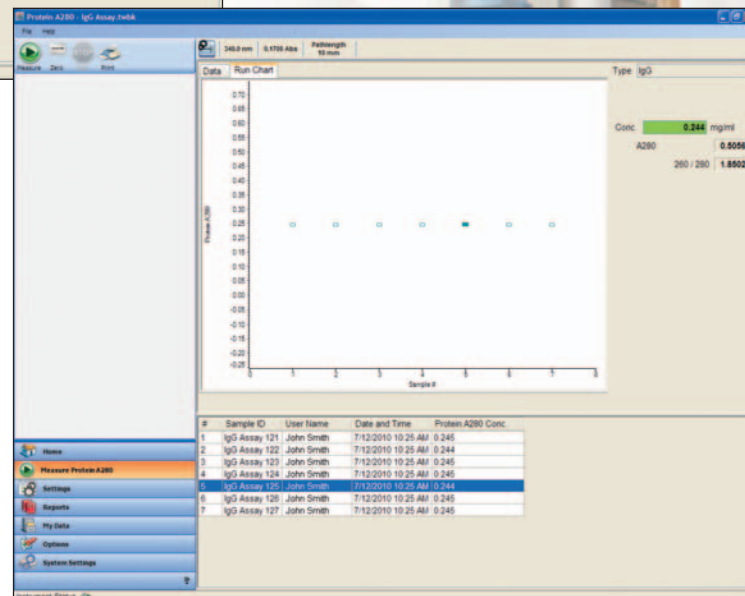 Protein A280 - IgG Assay.twbk
File Help
Measure Zero Print
340.0 nm 0.1705 Abs Pathlength 10 mm
Data Run Chart
Type IgG
Conc. 0.244 mg/ml
A280 0.5056
260 / 280 1.8502
Protein A280
0.70
0.65
0.60
0.55
0.50
0.45
0.40
0.35
0.30
0.25
0.20
0.15
0.10
0.05
0.00
-0.05
-0.10
-0.15
-0.20
-0.25
0 1 2 3 4 5 6 7 8
Sample #
# Sample ID User Name Date and Time Protein A280 Conc.
1 IgG Assay 121 John Smith 7/12/2010 10:25 AM 0.245
2 IgG Assay 122 John Smith 7/12/2010 10:25 AM 0.244
3 IgG Assay 123 John Smith 7/12/2010 10:25 AM 0.245
4 IgG Assay 124 John Smith 7/12/2010 10:25 AM 0.245
5 IgG Assay 125 John Smith 7/12/2010 10:25 AM 0.244
6 IgG Assay 126 John Smith 7/12/2010 10:25 AM 0.245
7 IgG Assay 127 John Smith 7/12/2010 10:25 AM 0.245
Home
Measure Protein A280
Settings
Reports
My Data
Options
System Settings